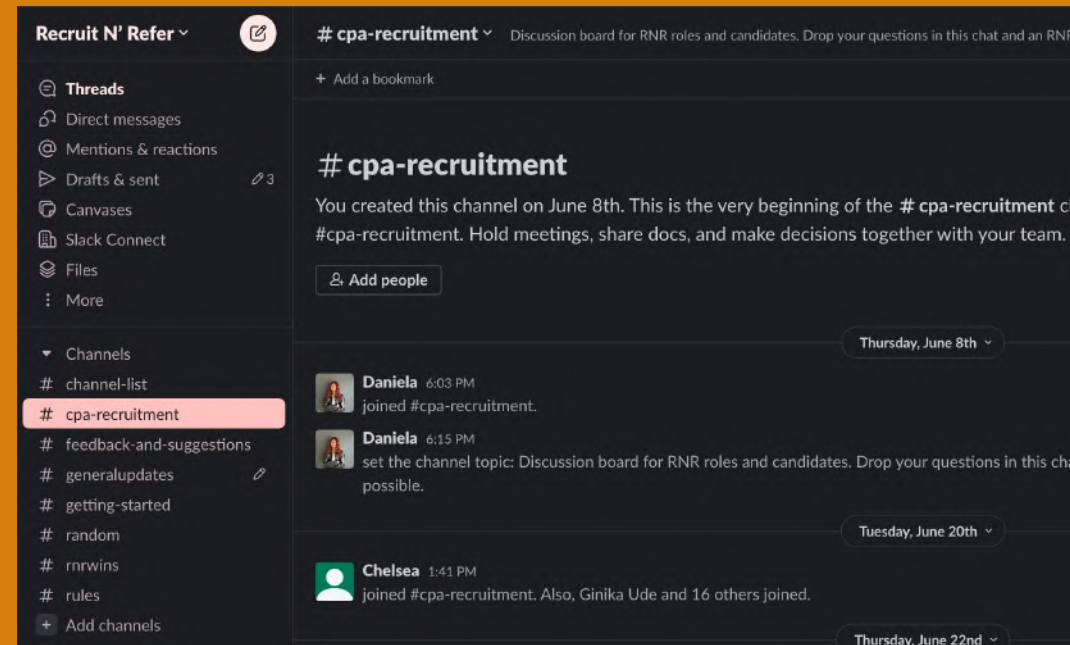 Recruit N' Refer
Threads
Direct messages
Mentions & reactions
Drafts & sent 3
Canvases
Slack Connect
Files
More
Channels
# channel-list
# cpa-recruitment
# feedback-and-suggestions
# generalupdates
# getting-started
# random
# rnrwins
# rules
+ Add channels
# cpa-recruitment Discussion board for RNR roles and candidates. Drop your questions in this chat and an RNR
+ Add a bookmark
# cpa-recruitment
You created this channel on June 8th. This is the very beginning of the # cpa-recruitment c
#cpa-recruitment. Hold meetings, share docs, and make decisions together with your team.
Add people
Thursday, June 8th
Daniela 6:03 PM
joined #cpa-recruitment.
Daniela 6:15 PM
set the channel topic: Discussion board for RNR roles and candidates. Drop your questions in this cha
possible.
Tuesday, June 20th
Chelsea 1:41 PM
joined #cpa-recruitment. Also, Ginika Ude and 16 others joined.
Thursday, June 22nd